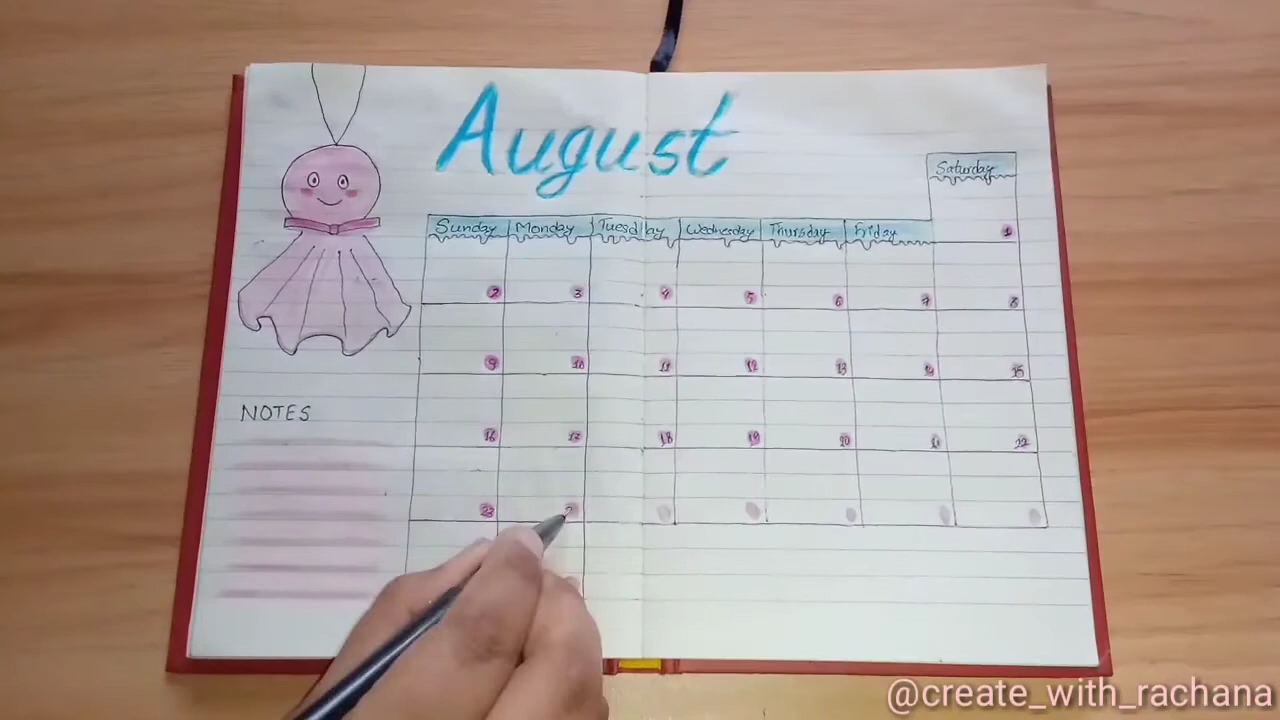 August
Saturday
1
Sunday Monday Tuesday Wednesday Thursday Friday
2 3 4 5 6 7 8
9 10 11 12 13 14 15
NOTES
16 17 18 19 20 22
23 2
@create_with_rachana